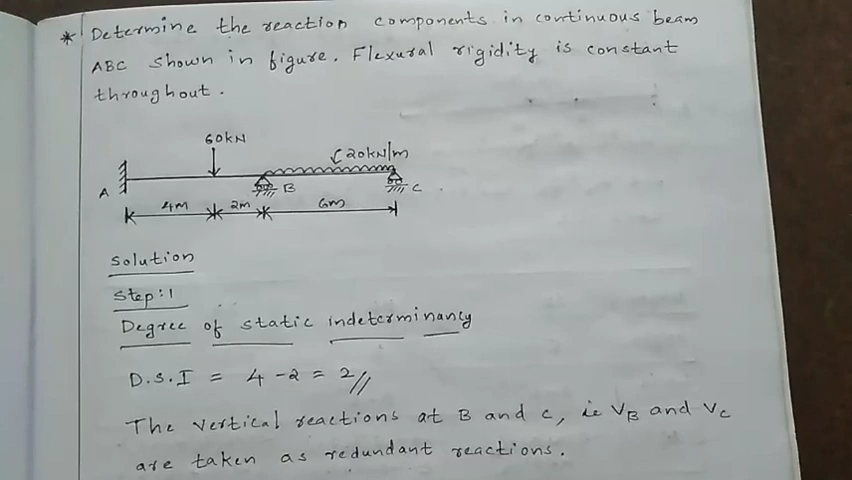 * Determine the reaction components in continuous beam
ABC shown in figure. Flexural rigidity is constant
throughout.
60kN
20kN/m
A
B
C
4m 2m 6m
Solution
Step:1
Degree of static indeterminancy
D.S.I = 4 - 2 = 2//
The vertical reactions at B and C, ie VB and VC
are taken as redundant reactions.